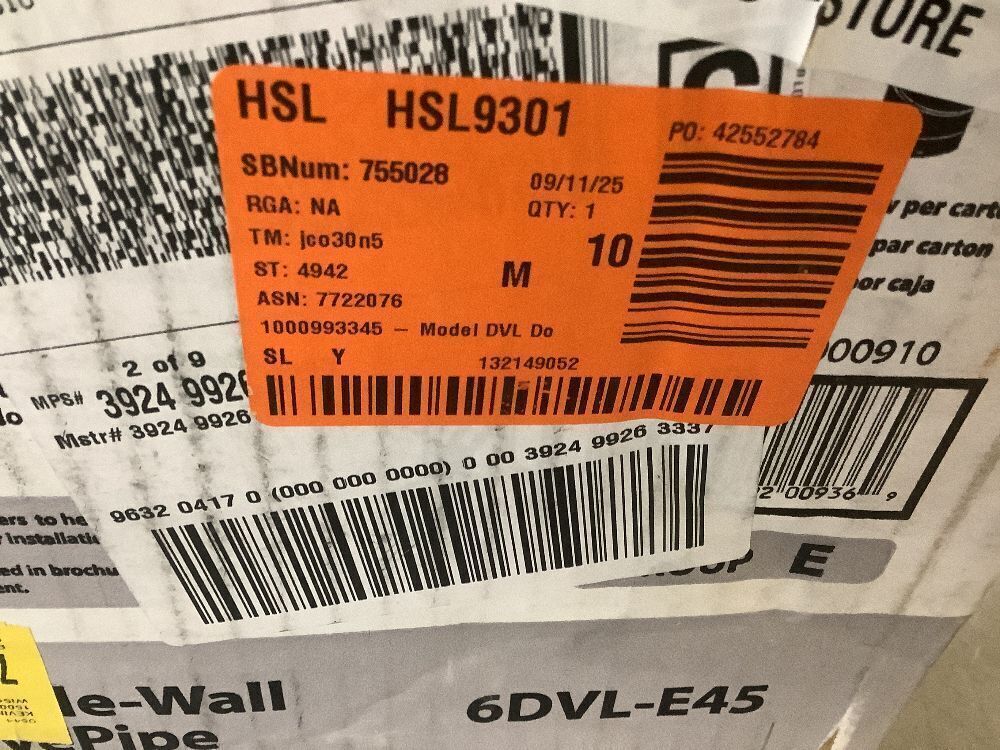 STORE
HSL HSL9301
PO: 42552784
SBNum: 755028
09/11/25
RGA: NA
QTY: 1
TM: jco30n5
10
ST: 4942
M
ASN: 7722076
1000993345 – Model DVL Do
SL Y
132149052
per carton
par carton
por caja
00910
2 of 9
MPS# 3924 9926
Mstr# 3924 9926
9632 0417 0 (000 000 0000) 0 00 3924 9926 3337
2 00936 9
GROUP E
6DVL-E45